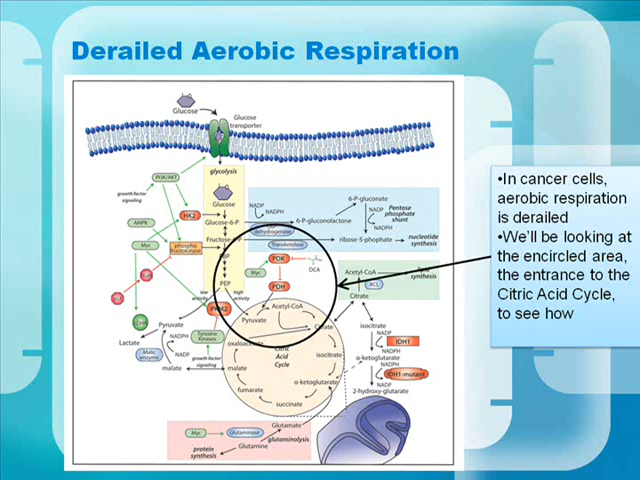 Derailed Aerobic Respiration
Glucose
Glucose
transporter
glycolysis
PI3K/AKT
growth-factor
signaling
AMPK
HK2
Myc
phospho
fructokinase
Glucose
Glucose-6-P
Fructose-6-P
PEP
NADP
NADPH
6-P-gluconolactone
6-P-gluconate
NADP
NADPH
Pentose
phosphate
shunt
dehydrogenase
Transketolase
ribose-5-phosphate
nucleotide
synthesis
Myc
PDK
DCA
PDH
Acetyl-CoA
synthesis
ACL
Citrate
low
activity
high
activity
PKM2
Pyruvate
Acetyl-CoA
Citrate
Pyruvate
Lactate
NADPH
NADP
Malic
enzyme
malate
Tyrosine
Kinases
growth-factor
signaling
oxaloacetate
Citric
Acid
Cycle
isocitrate
malate
fumarate
succinate
α-ketoglutarate
isocitrate
NADP
NADPH
IDH1
α-ketoglutarate
NADPH
NADP
IDH1-mutant
2-hydroxy-glutarate
Glutamate
glutaminolysis
Myc
Glutaminase
Glutamine
protein
synthesis
•In cancer cells,
aerobic respiration
is derailed
•We'll be looking at
the encircled area,
the entrance to the
Citric Acid Cycle,
to see how